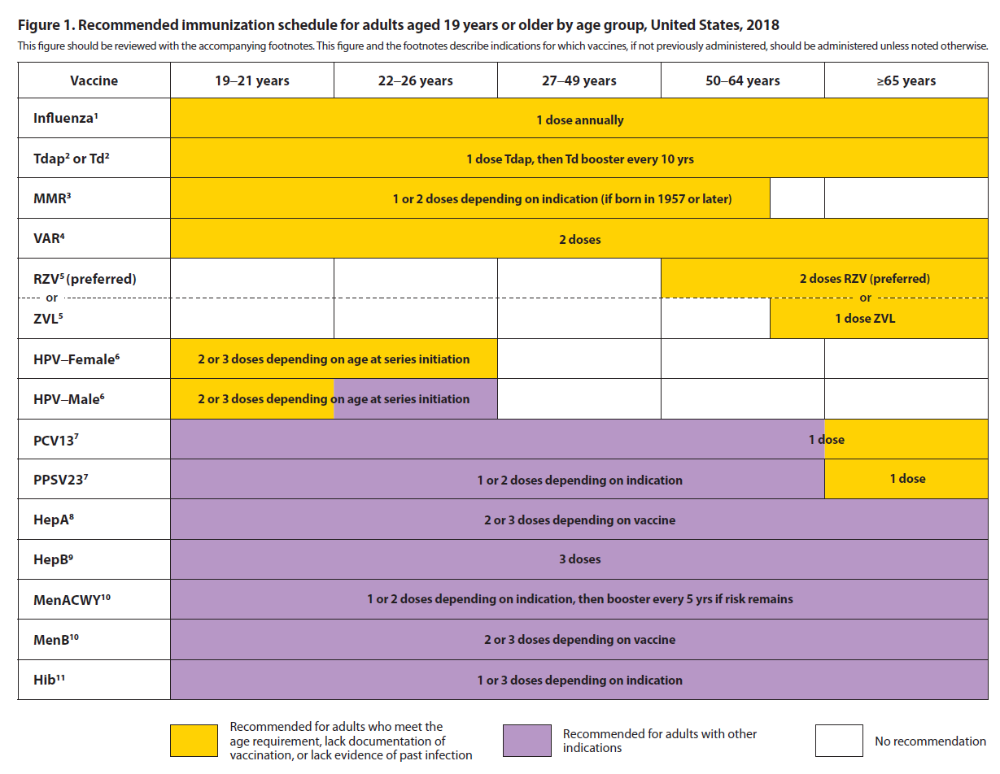 Figure 1. Recommended immunization schedule for adults aged 19 years or older by age group, United States, 2018
This figure should be reviewed with the accompanying footnotes. This figure and the footnotes describe indications for which vaccines, if not previously administered, should be administered unless noted otherwise.
Vaccine 19–21 years 22–26 years 27–49 years 50–64 years ≥65 years
Influenza¹ 1 dose annually
Tdap² or Td² 1 dose Tdap, then Td booster every 10 yrs
MMR³ 1 or 2 doses depending on indication (if born in 1957 or later)
VAR⁴ 2 doses
RZV⁵ (preferred) 2 doses RZV (preferred)
or or
ZVL⁵ 1 dose ZVL
HPV–Female⁶ 2 or 3 doses depending on age at series initiation
HPV–Male⁶ 2 or 3 doses depending on age at series initiation
PCV13⁷ 1 dose
PPSV23⁷ 1 or 2 doses depending on indication 1 dose
HepA⁸ 2 or 3 doses depending on vaccine
HepB⁹ 3 doses
MenACWY¹⁰ 1 or 2 doses depending on indication, then booster every 5 yrs if risk remains
MenB¹⁰ 2 or 3 doses depending on vaccine
Hib¹¹ 1 or 3 doses depending on indication
Recommended for adults who meet the
age requirement, lack documentation of
vaccination, or lack evidence of past infection
Recommended for adults with other
indications
No recommendation